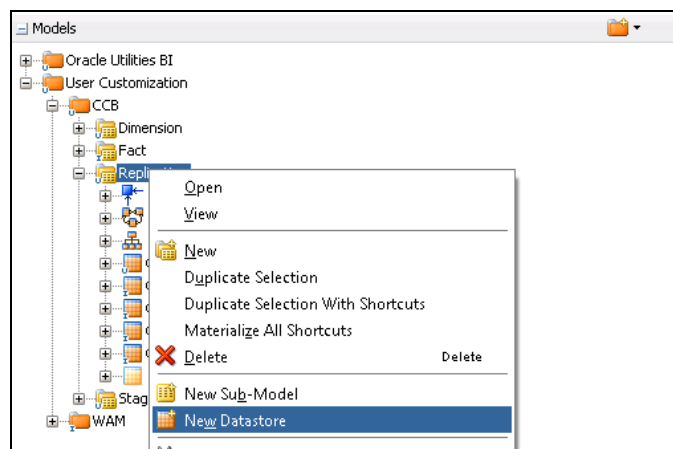 Models
Oracle Utilities BI
User Customization
CCB
Dimension
Fact
Open
View
New
Duplicate Selection
Duplicate Selection With Shortcuts
Materialize All Shortcuts
Delete Delete
New Sub-Model
Stag
New Datastore
WAM